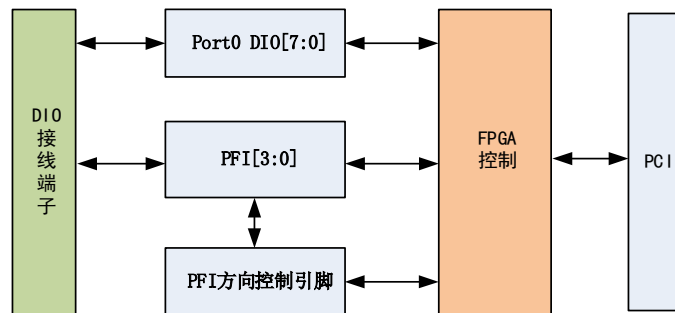 Port0 DIO[7:0]
DIO
接
线
端
子
PFI[3:0]
FPGA
控制
PCI
PFI方向控制引脚